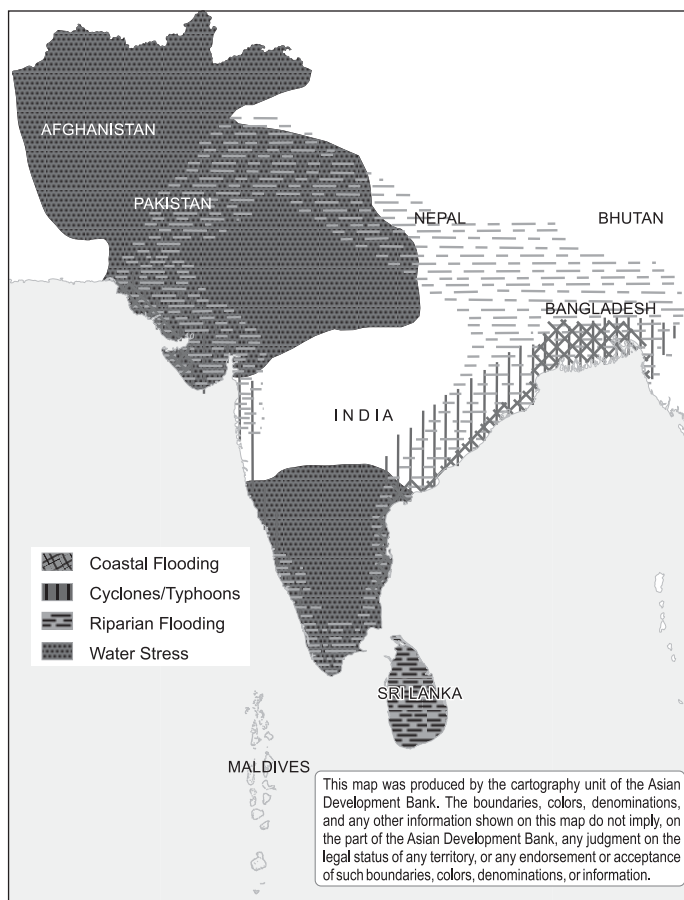 AFGHANISTAN
PAKISTAN
NEPAL
BHUTAN
BANGLADESH
INDIA
Coastal Flooding
Cyclones/Typhoons
Riparian Flooding
Water Stress
SRI LANKA
MALDIVES
This map was produced by the cartography unit of the Asian
Development Bank. The boundaries, colors, denominations,
and any other information shown on this map do not imply, on
the part of the Asian Development Bank, any judgment on the
legal status of any territory, or any endorsement or acceptance
of such boundaries, colors, denominations, or information.